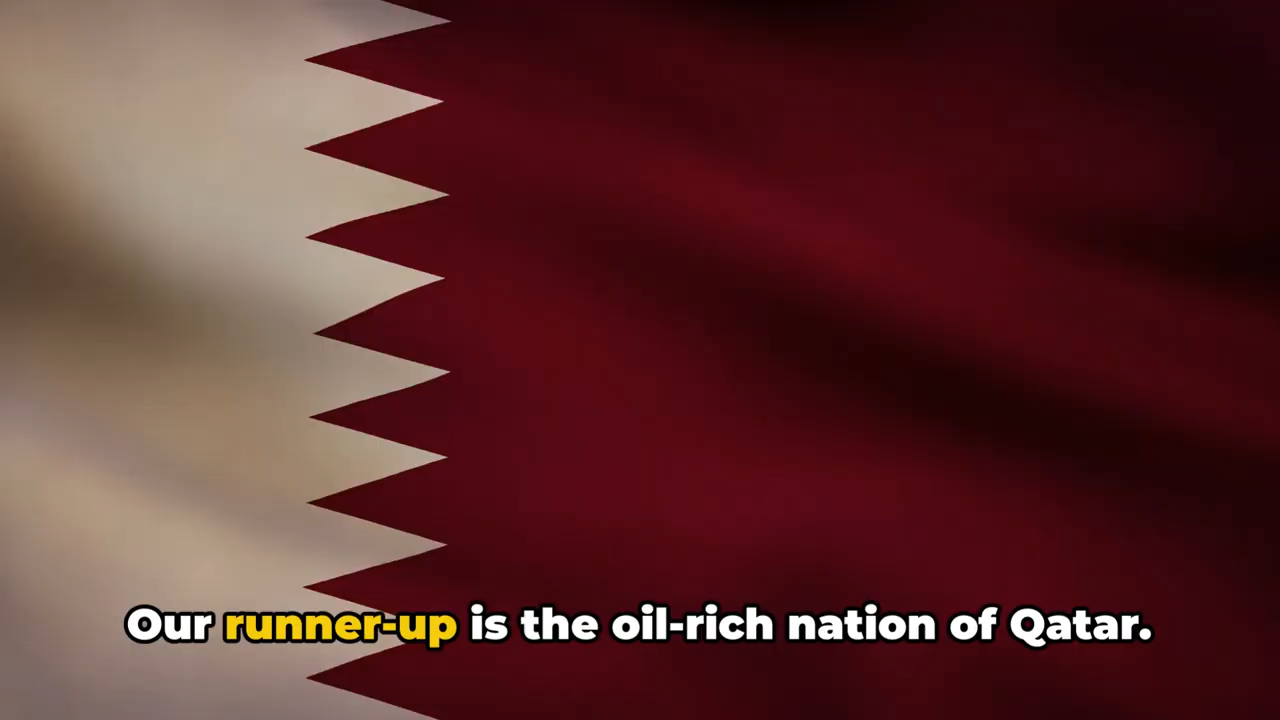 Our runner-up is the oil-rich nation of Qatar.